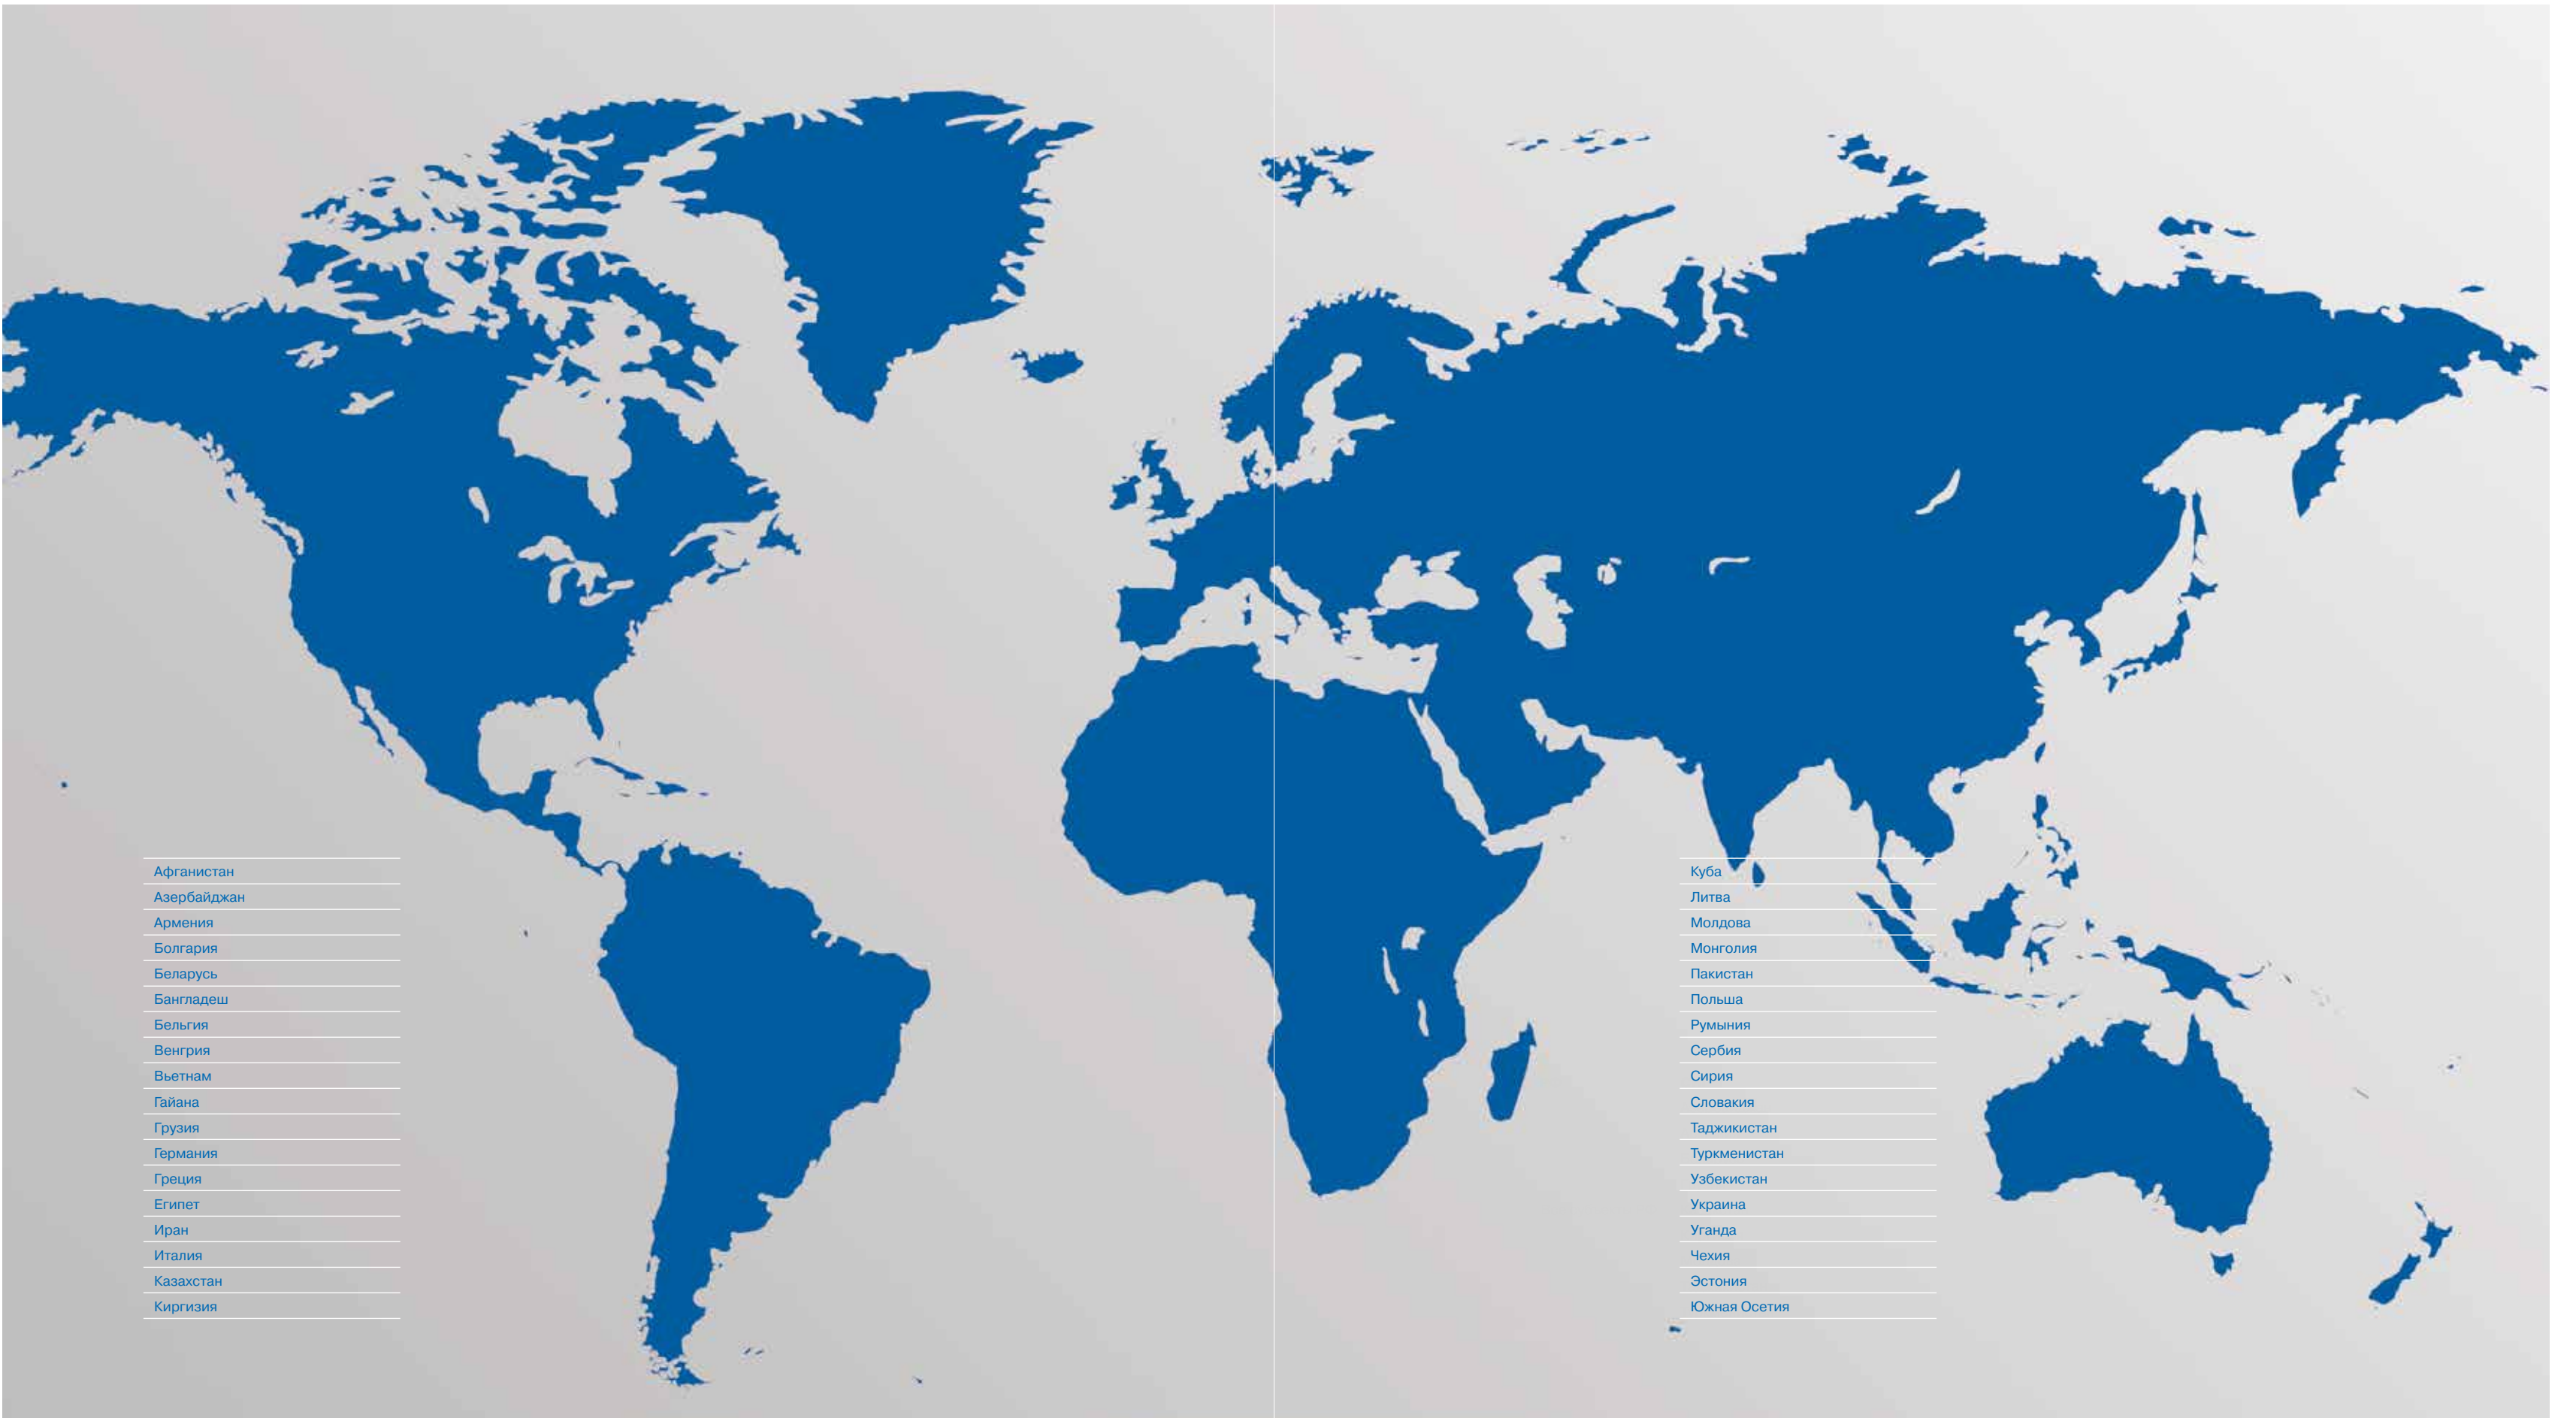 Афганистан
Азербайджан
Армения
Болгария
Беларусь
Бангладеш
Бельгия
Венгрия
Вьетнам
Гайана
Грузия
Германия
Греция
Египет
Иран
Италия
Казахстан
Киргизия
Куба
Литва
Молдова
Монголия
Пакистан
Польша
Румыния
Сербия
Сирия
Словакия
Таджикистан
Туркменистан
Узбекистан
Украина
Уганда
Чехия
Эстония
Южная Осетия